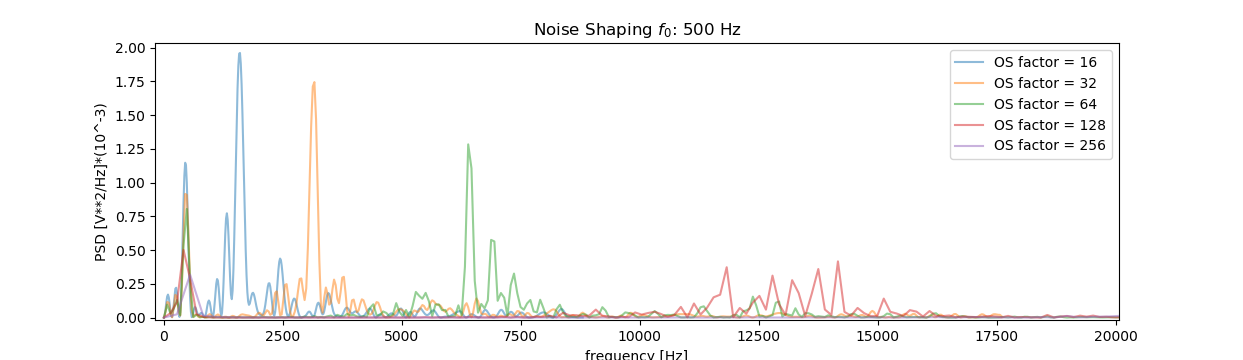 Noise Shaping f0: 500 Hz
PSD [V**2/Hz]*(10^-3)
2.00
1.75
1.50
1.25
1.00
0.75
0.50
0.25
0.00
OS factor = 16
OS factor = 32
OS factor = 64
OS factor = 128
OS factor = 256
0 2500 5000 7500 10000 12500 15000 17500 20000
frequency [Hz]